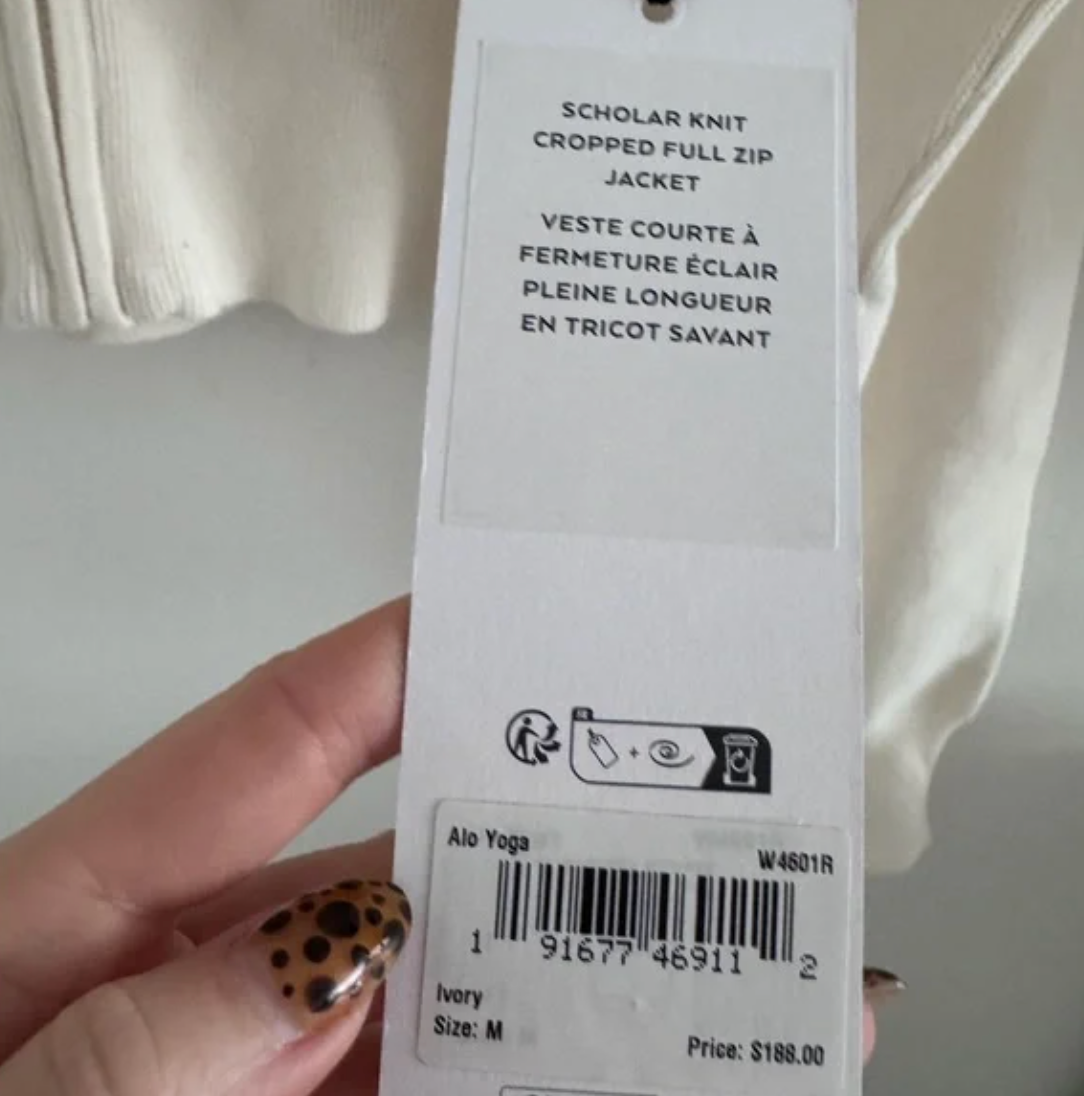 SCHOLAR KNIT
CROPPED FULL ZIP
JACKET
VESTE COURTE À
FERMETURE ÉCLAIR
PLEINE LONGUEUR
EN TRICOT SAVANT
Alo Yoga
W4601R
1 91677 46911 2
Ivory
Size: M
Price: $188.00